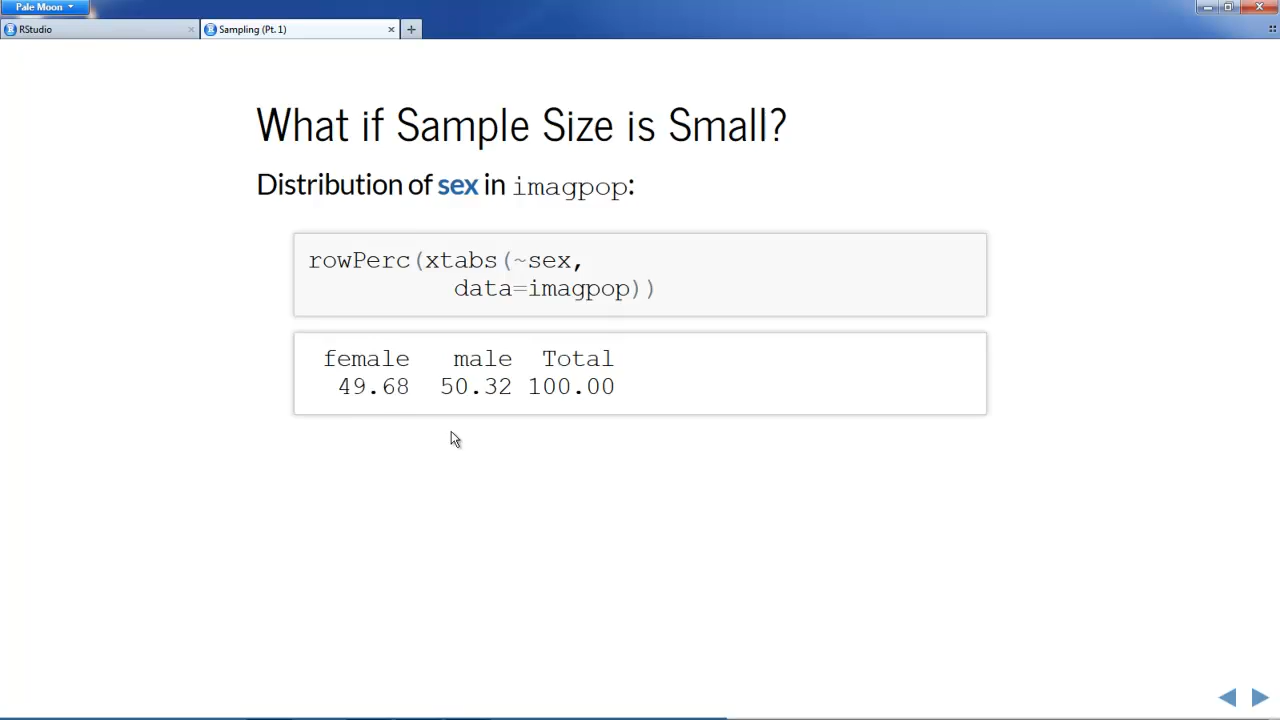 Pale Moon
RStudio
Sampling (Pt. 1)
What if Sample Size is Small?
Distribution of sex in imagpop:
rowPerc(xtabs(~sex,
data=imagpop))
female male Total
49.68 50.32 100.00